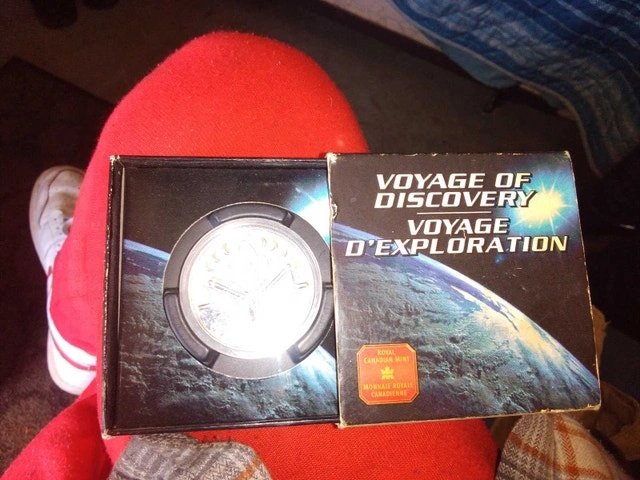 VOYAGE OF
DISCOVERY
VOYAGE
D'EXPLORATION
ROYAL
CANADIAN MINT
MONNAIE ROYALE
CANADIENNE